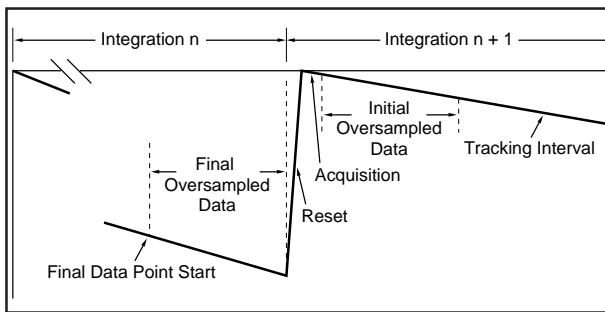 Integration n
Integration n + 1
Initial
Oversampled
Data
Tracking Interval
Final
Oversampled
Data
Acquisition
Reset
Final Data Point Start